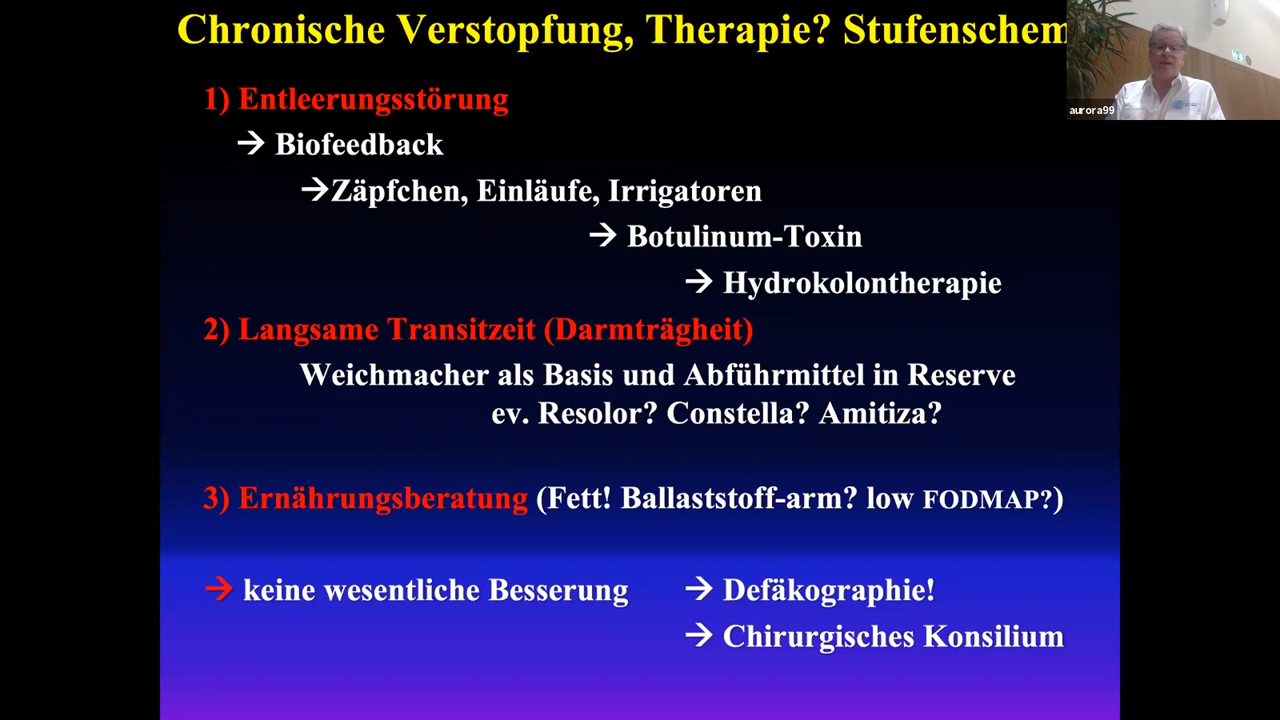 Chronische Verstopfung, Therapie? Stufenschem
aurora99
1) Entleerungsstörung
→ Biofeedback
→Zäpfchen, Einläufe, Irrigatoren
→ Botulinum-Toxin
→ Hydrokolontherapie
2) Langsame Transitzeit (Darmträgheit)
Weichmacher als Basis und Abführmittel in Reserve
ev. Resolor? Constella? Amitiza?
3) Ernährungsberatung (Fett! Ballaststoff-arm? low FODMAP?)
→ keine wesentliche Besserung → Defäkographie!
→ Chirurgisches Konsilium